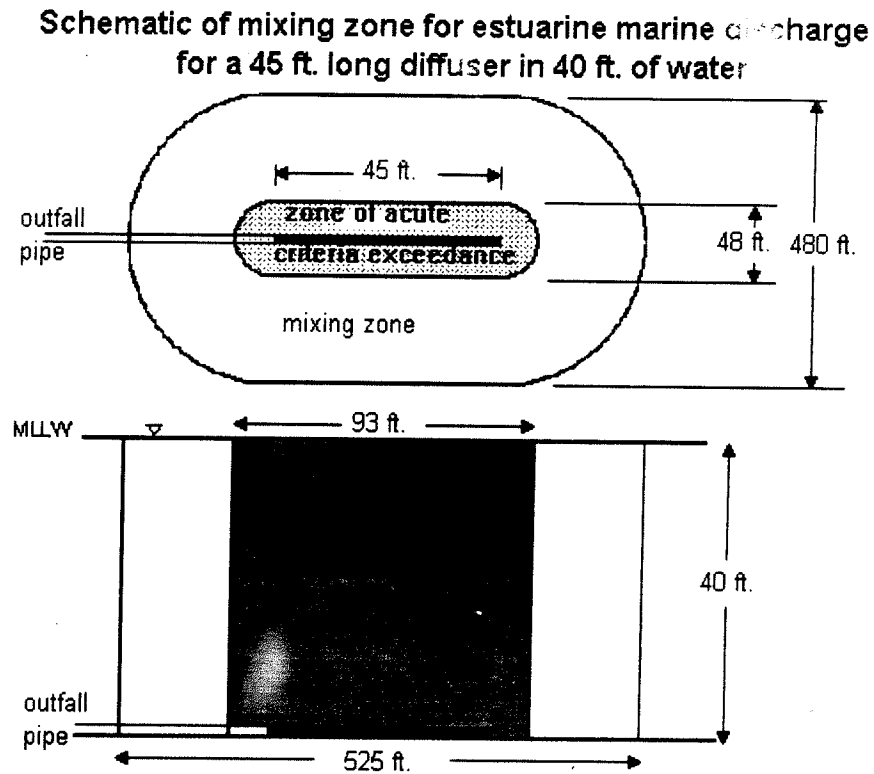 Schematic of mixing zone for estuarine marine discharge
for a 45 ft. long diffuser in 40 ft. of water
45 ft.
zone of acute
outfall
pipe
criteria exceedance
48 ft.
480 ft.
mixing zone
MLLW
93 ft.
40 ft.
outfall
pipe
525 ft.